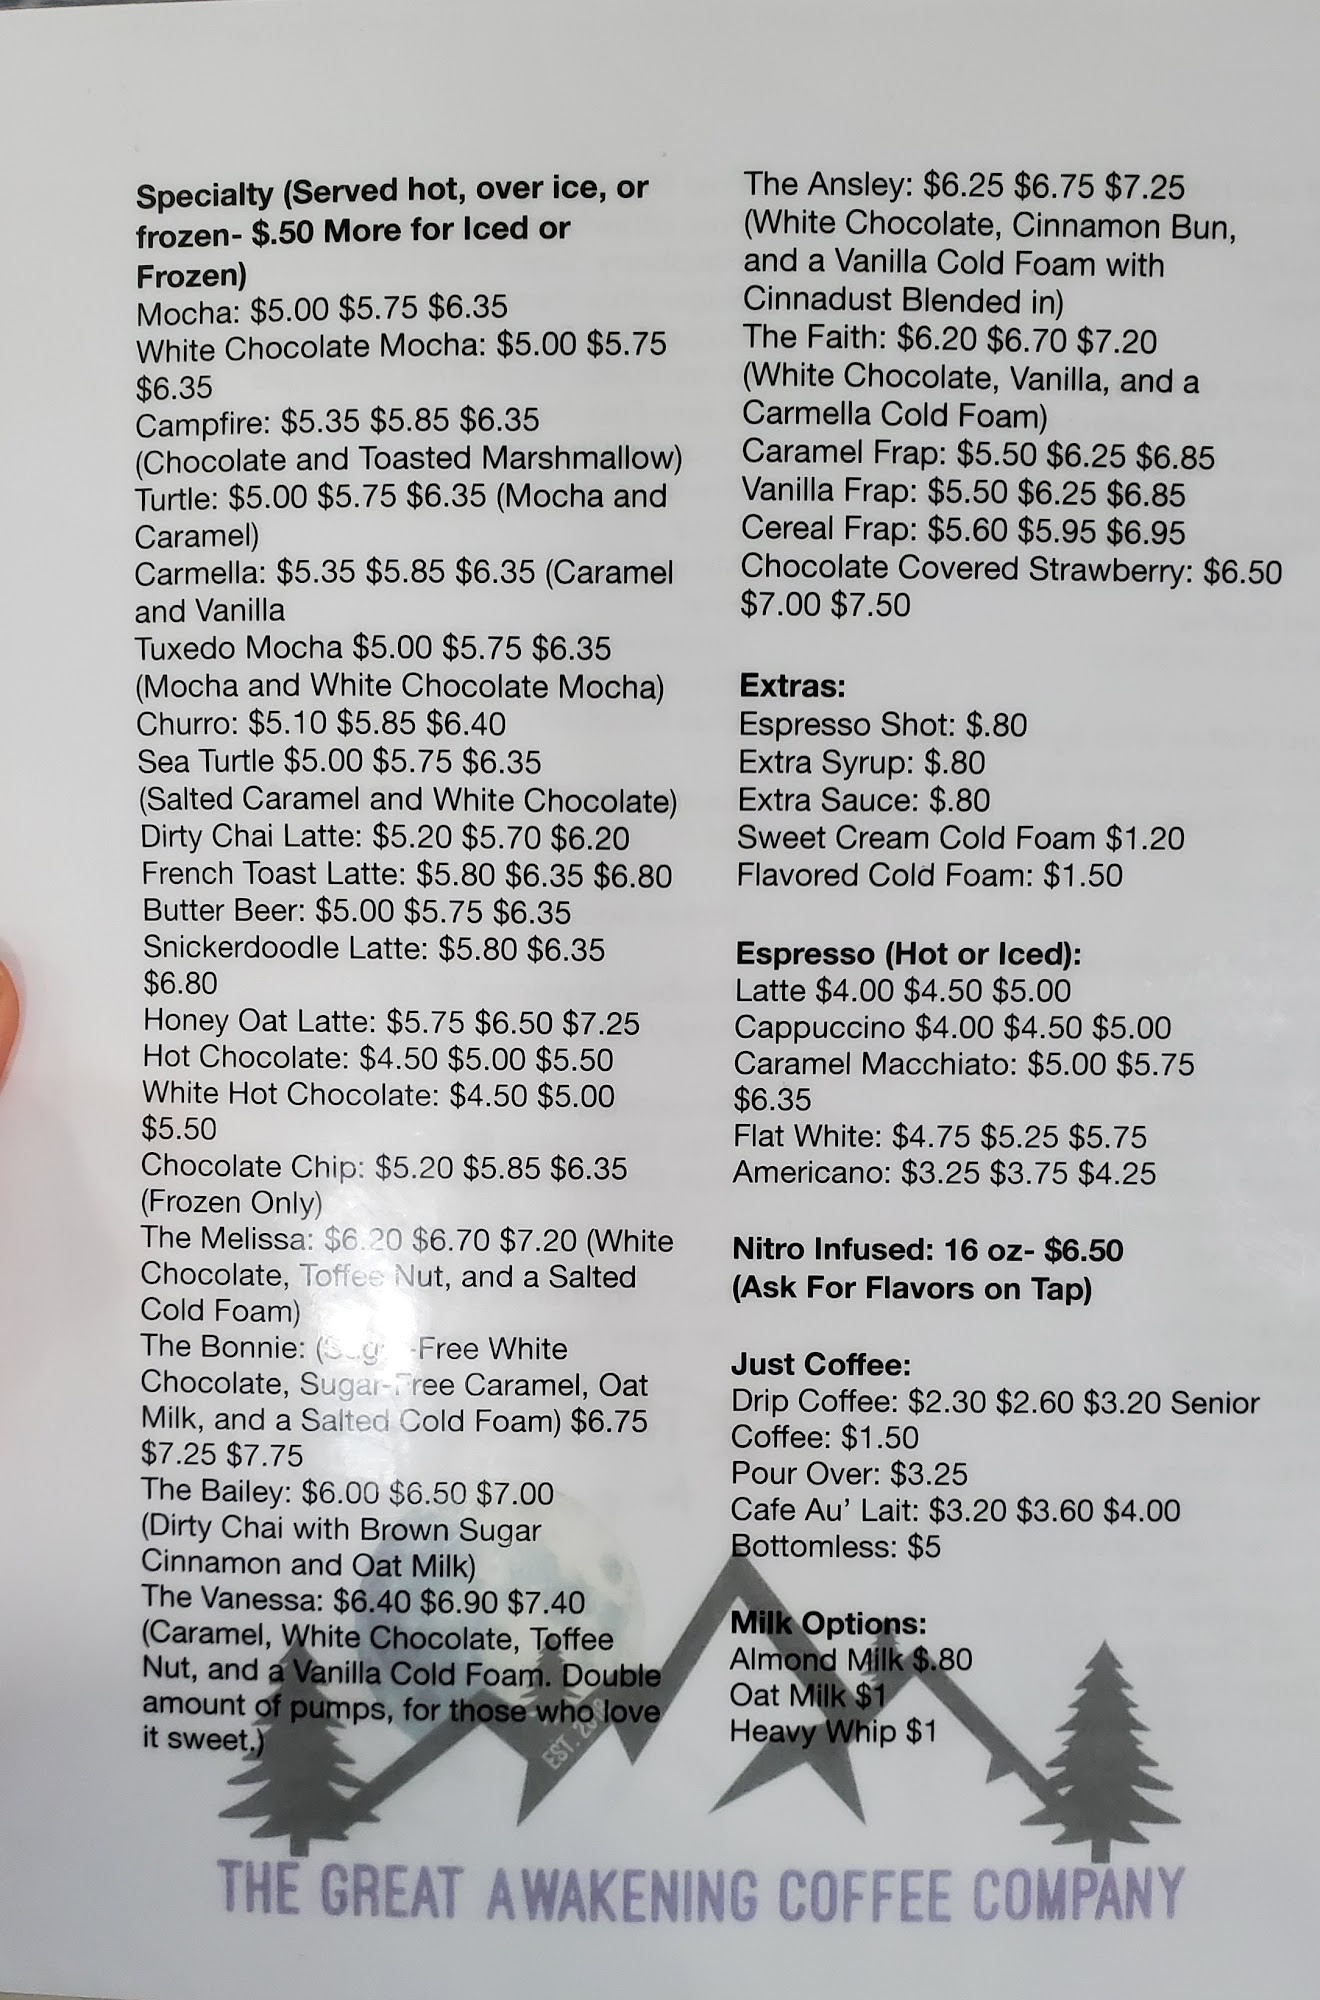 Specialty (Served hot, over ice, or
frozen- $.50 More for Iced or
Frozen)
Mocha: $5.00 $5.75 $6.35
White Chocolate Mocha: $5.00 $5.75
$6.35
Campfire: $5.35 $5.85 $6.35
(Chocolate and Toasted Marshmallow)
Turtle: $5.00 $5.75 $6.35 (Mocha and
Caramel)
Carmella: $5.35 $5.85 $6.35 (Caramel
and Vanilla
Tuxedo Mocha $5.00 $5.75 $6.35
(Mocha and White Chocolate Mocha)
Churro: $5.10 $5.85 $6.40
Sea Turtle $5.00 $5.75 $6.35
(Salted Caramel and White Chocolate)
Dirty Chai Latte: $5.20 $5.70 $6.20
French Toast Latte: $5.80 $6.35 $6.80
Butter Beer: $5.00 $5.75 $6.35
Snickerdoodle Latte: $5.80 $6.35
$6.80
Honey Oat Latte: $5.75 $6.50 $7.25
Hot Chocolate: $4.50 $5.00 $5.50
White Hot Chocolate: $4.50 $5.00
$5.50
Chocolate Chip: $5.20 $5.85 $6.35
(Frozen Only)
The Melissa: $6.20 $6.70 $7.20 (White
Chocolate, Toffee Nut, and a Salted
Cold Foam)
The Bonnie: (Sugar-Free White
Chocolate, Sugar-Free Caramel, Oat
Milk, and a Salted Cold Foam) $6.75
$7.25 $7.75
The Bailey: $6.00 $6.50 $7.00
(Dirty Chai with Brown Sugar
Cinnamon and Oat Milk)
The Vanessa: $6.40 $6.90 $7.40
(Caramel, White Chocolate, Toffee
Nut, and a Vanilla Cold Foam. Double
amount of pumps, for those who love
it sweet.)
The Ansley: $6.25 $6.75 $7.25
(White Chocolate, Cinnamon Bun,
and a Vanilla Cold Foam with
Cinnadust Blended in)
The Faith: $6.20 $6.70 $7.20
(White Chocolate, Vanilla, and a
Carmella Cold Foam)
Caramel Frap: $5.50 $6.25 $6.85
Vanilla Frap: $5.50 $6.25 $6.85
Cereal Frap: $5.60 $5.95 $6.95
Chocolate Covered Strawberry: $6.50
$7.00 $7.50
Extras:
Espresso Shot: $.80
Extra Syrup: $.80
Extra Sauce: $.80
Sweet Cream Cold Foam $1.20
Flavored Cold Foam: $1.50
Espresso (Hot or Iced):
Latte $4.00 $4.50 $5.00
Cappuccino $4.00 $4.50 $5.00
Caramel Macchiato: $5.00 $5.75
$6.35
Flat White: $4.75 $5.25 $5.75
Americano: $3.25 $3.75 $4.25
Nitro Infused: 16 oz- $6.50
(Ask For Flavors on Tap)
Just Coffee:
Drip Coffee: $2.30 $2.60 $3.20 Senior
Coffee: $1.50
Pour Over: $3.25
Cafe Au' Lait: $3.20 $3.60 $4.00
Bottomless: $5
Milk Options:
Almond Milk $.80
Oat Milk $1
Heavy Whip $1
EST.
THE GREAT AWAKENING COFFEE COMPANY